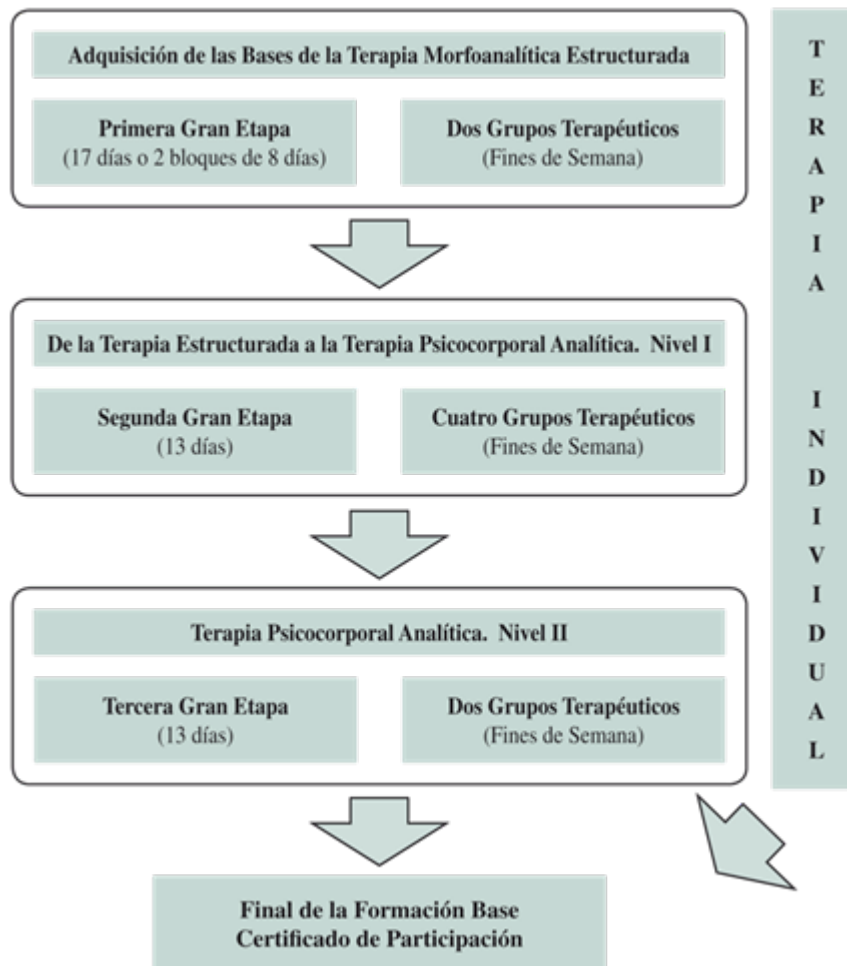 Adquisición de las Bases de la Terapia Morfoanalítica Estructurada
Primera Gran Etapa
(17 días o 2 bloques de 8 días)
Dos Grupos Terapéuticos
(Fines de Semana)
De la Terapia Estructurada a la Terapia Psicocorporal Analítica. Nivel I
Segunda Gran Etapa
(13 días)
Cuatro Grupos Terapéuticos
(Fines de Semana)
Terapia Psicocorporal Analítica. Nivel II
Tercera Gran Etapa
(13 días)
Dos Grupos Terapéuticos
(Fines de Semana)
Final de la Formación Base
Certificado de Participación
TERAPIA INDIVIDUAL